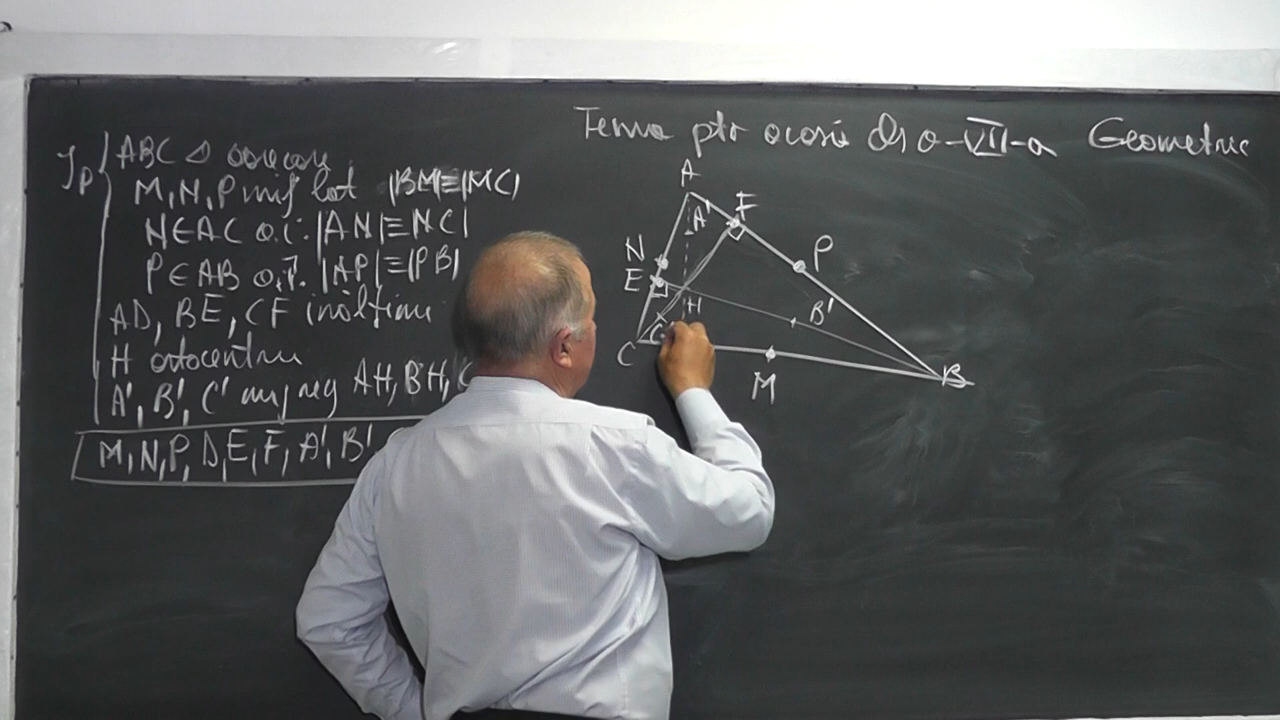 Tema ptr acasă cls a-VII-a Geometrie
Ip ABC △ oarecare
M, N, P mij lat |BM|≡|MC|
N∈AC a.î. |AN|≡NC|
P∈AB a.î. |AP|≡|PB|
AD, BE, CF înălțimi
H ortocentru
A', B', C' mij seg AH, BH, C
M, N, P, D, E, F, A', B'
A
A'
F
N
P
E
H
B'
C'
C
M
B